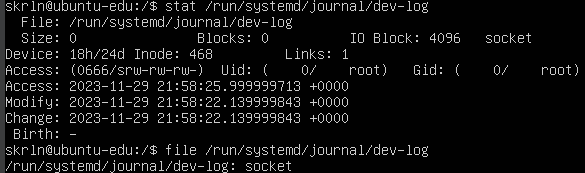 skrln@ubuntu-edu:/$ stat /run/systemd/journal/dev-log
  File: /run/systemd/journal/dev-log
  Size: 0               Blocks: 0          IO Block: 4096   socket
Device: 18h/24d Inode: 468         Links: 1
Access: (0666/srw-rw-rw-)  Uid: (    0/    root)   Gid: (    0/    root)
Access: 2023-11-29 21:58:25.999999713 +0000
Modify: 2023-11-29 21:58:22.139999843 +0000
Change: 2023-11-29 21:58:22.139999843 +0000
 Birth: -
skrln@ubuntu-edu:/$ file /run/systemd/journal/dev-log
/run/systemd/journal/dev-log: socket